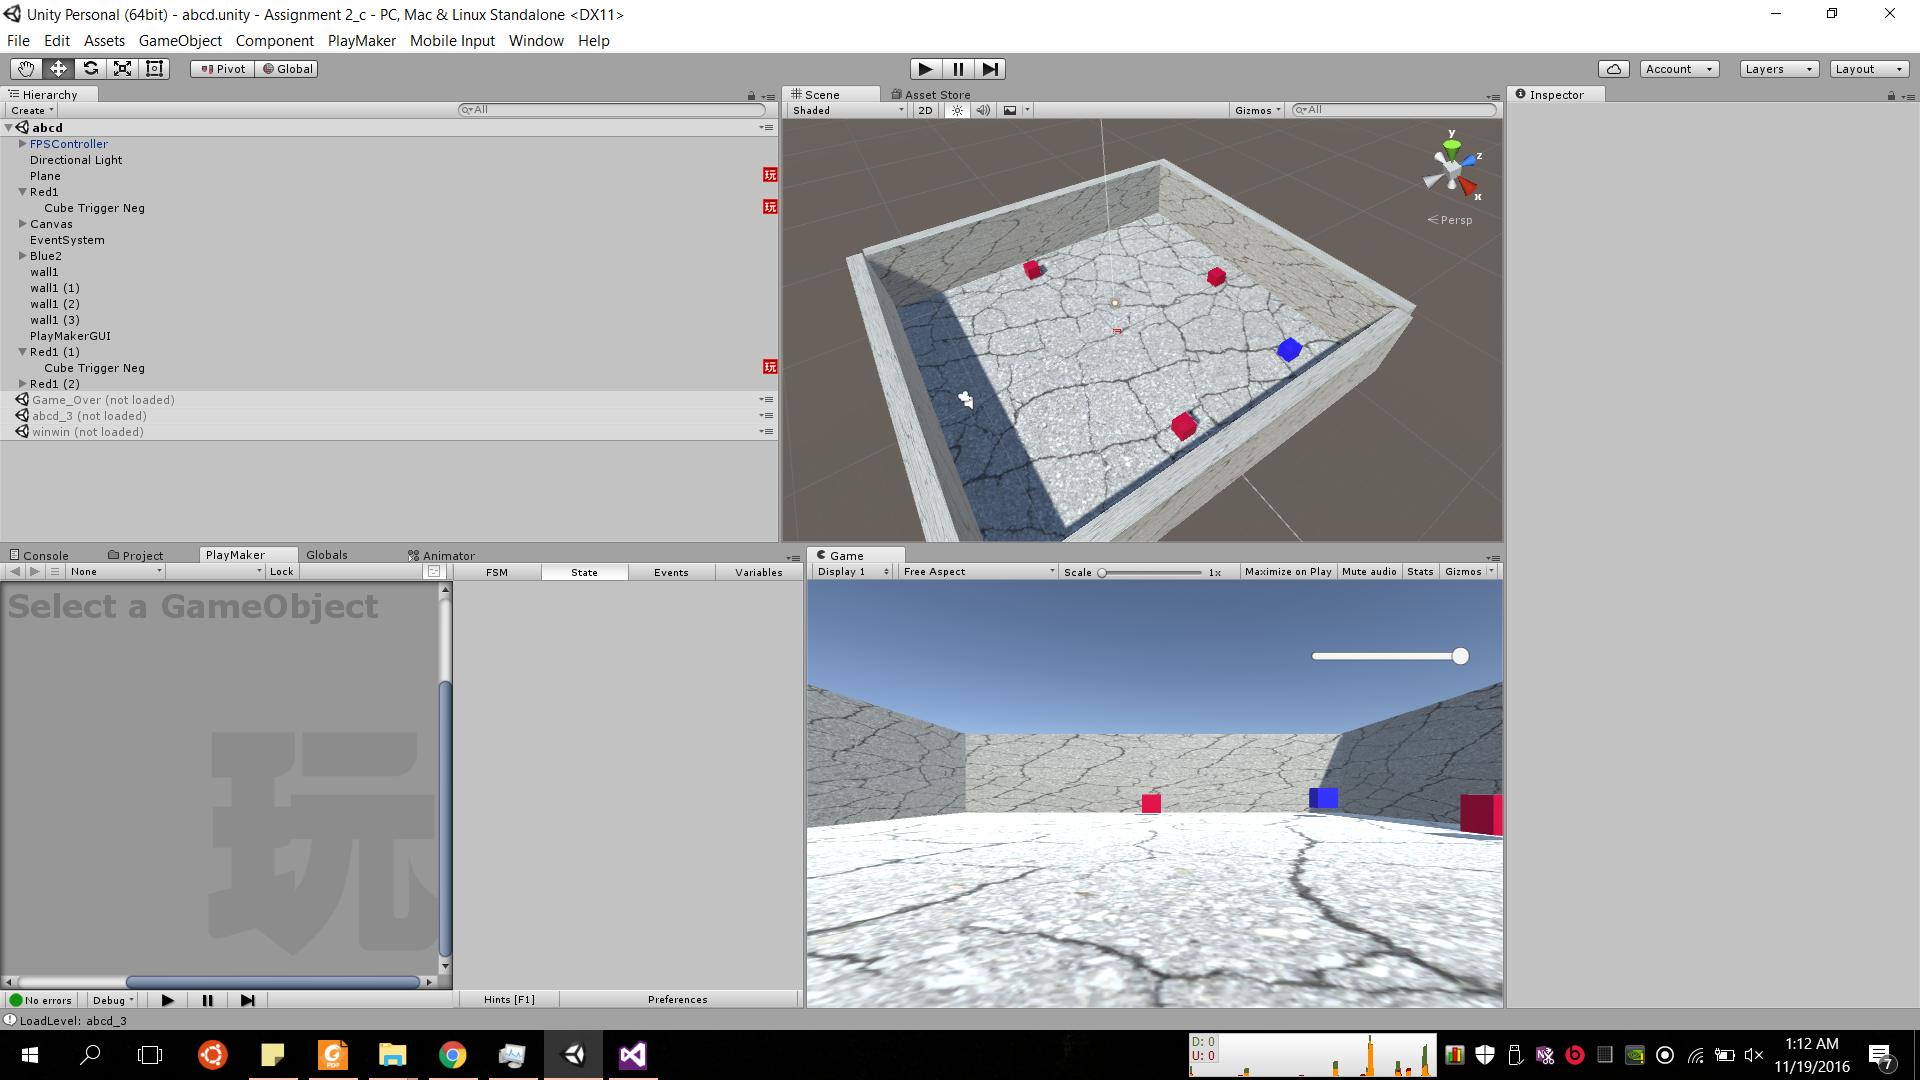 Unity Personal (64bit) - abcd.unity - Assignment 2_c - PC, Mac & Linux Standalone <DX11>
File Edit Assets GameObject Component PlayMaker Mobile Input Window Help
Pivot Global Account Layers Layout
Hierarchy
Create All
abcd
FPSController
Directional Light
Plane 玩
Red1
Cube Trigger Neg 玩
Canvas
EventSystem
Blue2
wall1
wall1 (1)
wall1 (2)
wall1 (3)
PlayMakerGUI
Red1 (1)
Cube Trigger Neg 玩
Red1 (2)
Game_Over (not loaded)
abcd_3 (not loaded)
winwin (not loaded)
Scene Asset Store
Shaded 2D Gizmos All
y
z
x
Persp
Inspector
Console Project PlayMaker Globals Animator
None Lock FSM State Events Variables
Select a GameObject
玩
No errors Debug Hints [F1] Preferences
Game
Display 1 Free Aspect Scale 1x Maximize on Play Mute audio Stats Gizmos
LoadLevel: abcd_3
PDF
D: 0
U: 0
1:12 AM
11/19/2016
7